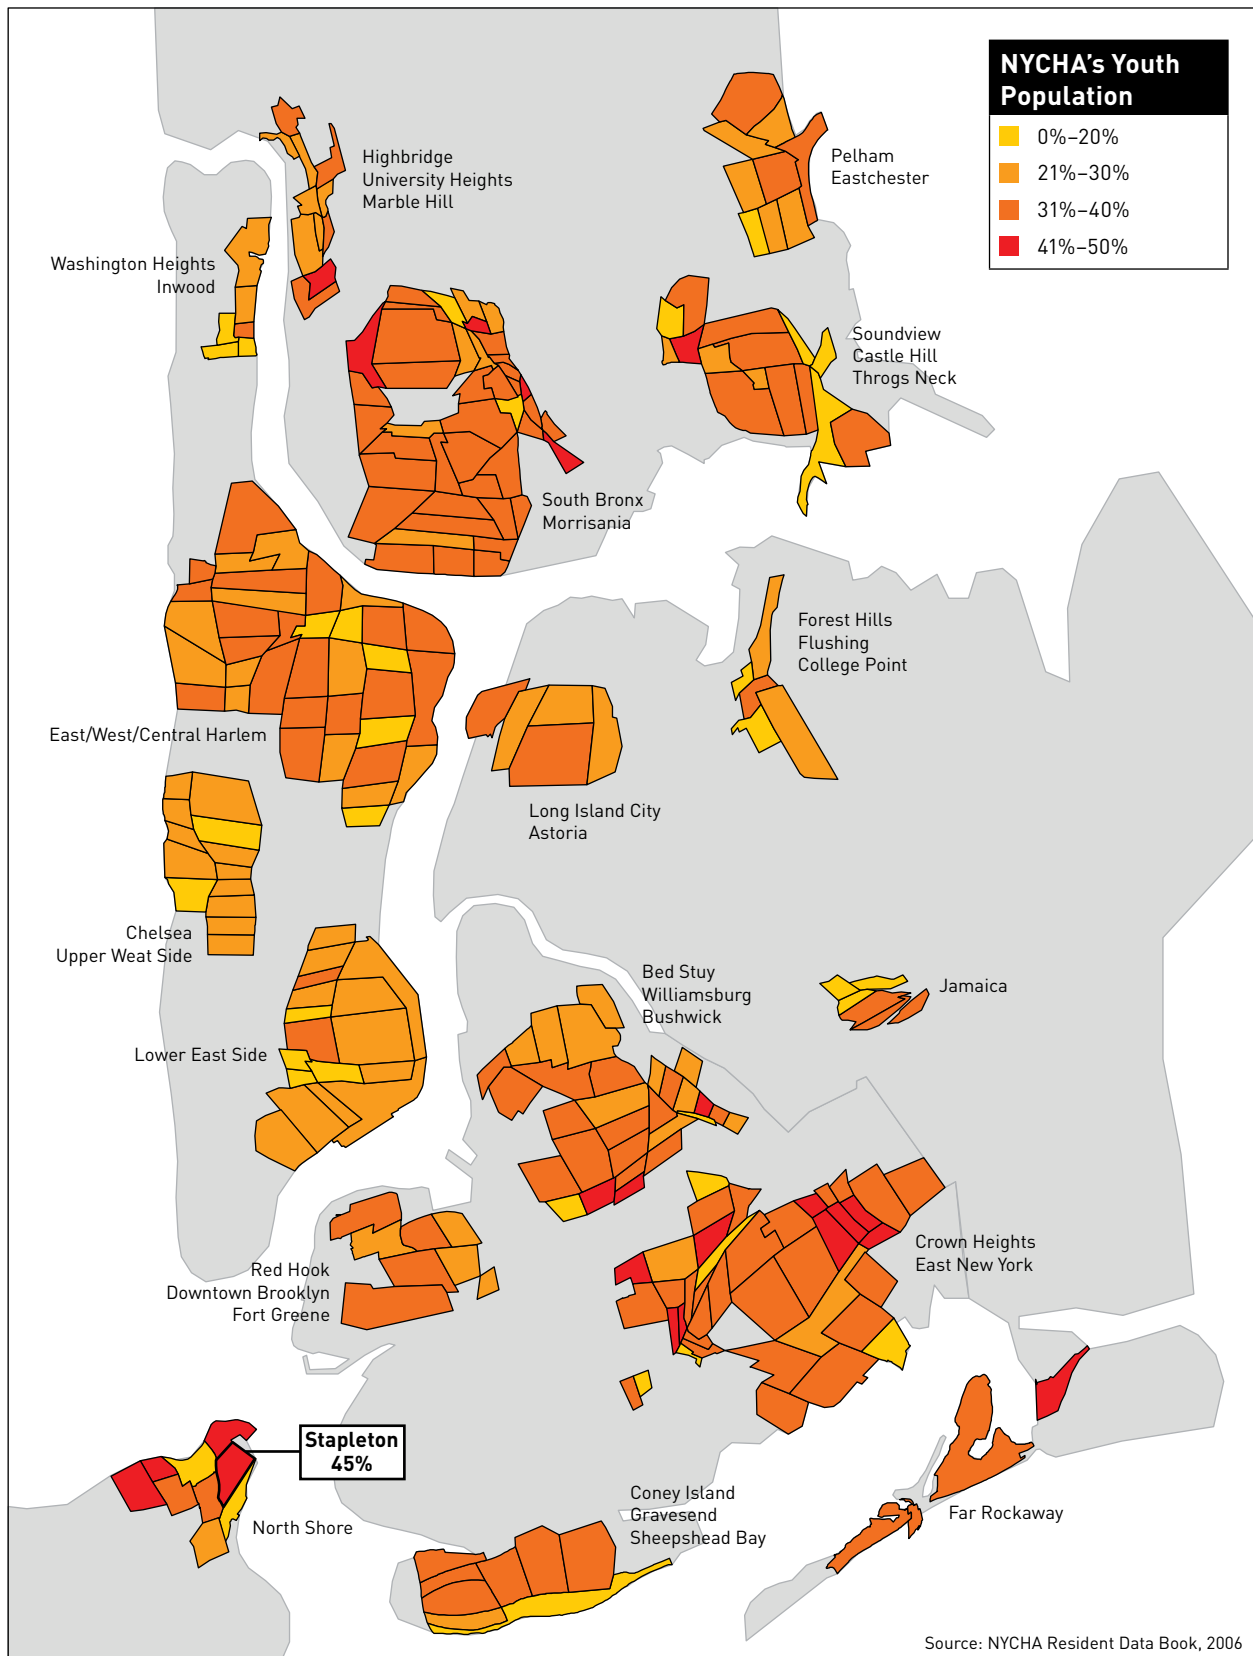 NYCHA's Youth
Population
0%–20%
21%–30%
31%–40%
41%–50%
Highbridge
University Heights
Marble Hill
Pelham
Eastchester
Washington Heights
Inwood
Soundview
Castle Hill
Throgs Neck
South Bronx
Morrisania
Forest Hills
Flushing
College Point
East/West/Central Harlem
Long Island City
Astoria
Chelsea
Upper Weat Side
Bed Stuy
Williamsburg
Bushwick
Jamaica
Lower East Side
Crown Heights
East New York
Red Hook
Downtown Brooklyn
Fort Greene
Stapleton
45%
Coney Island
Gravesend
Sheepshead Bay
Far Rockaway
North Shore
Source: NYCHA Resident Data Book, 2006